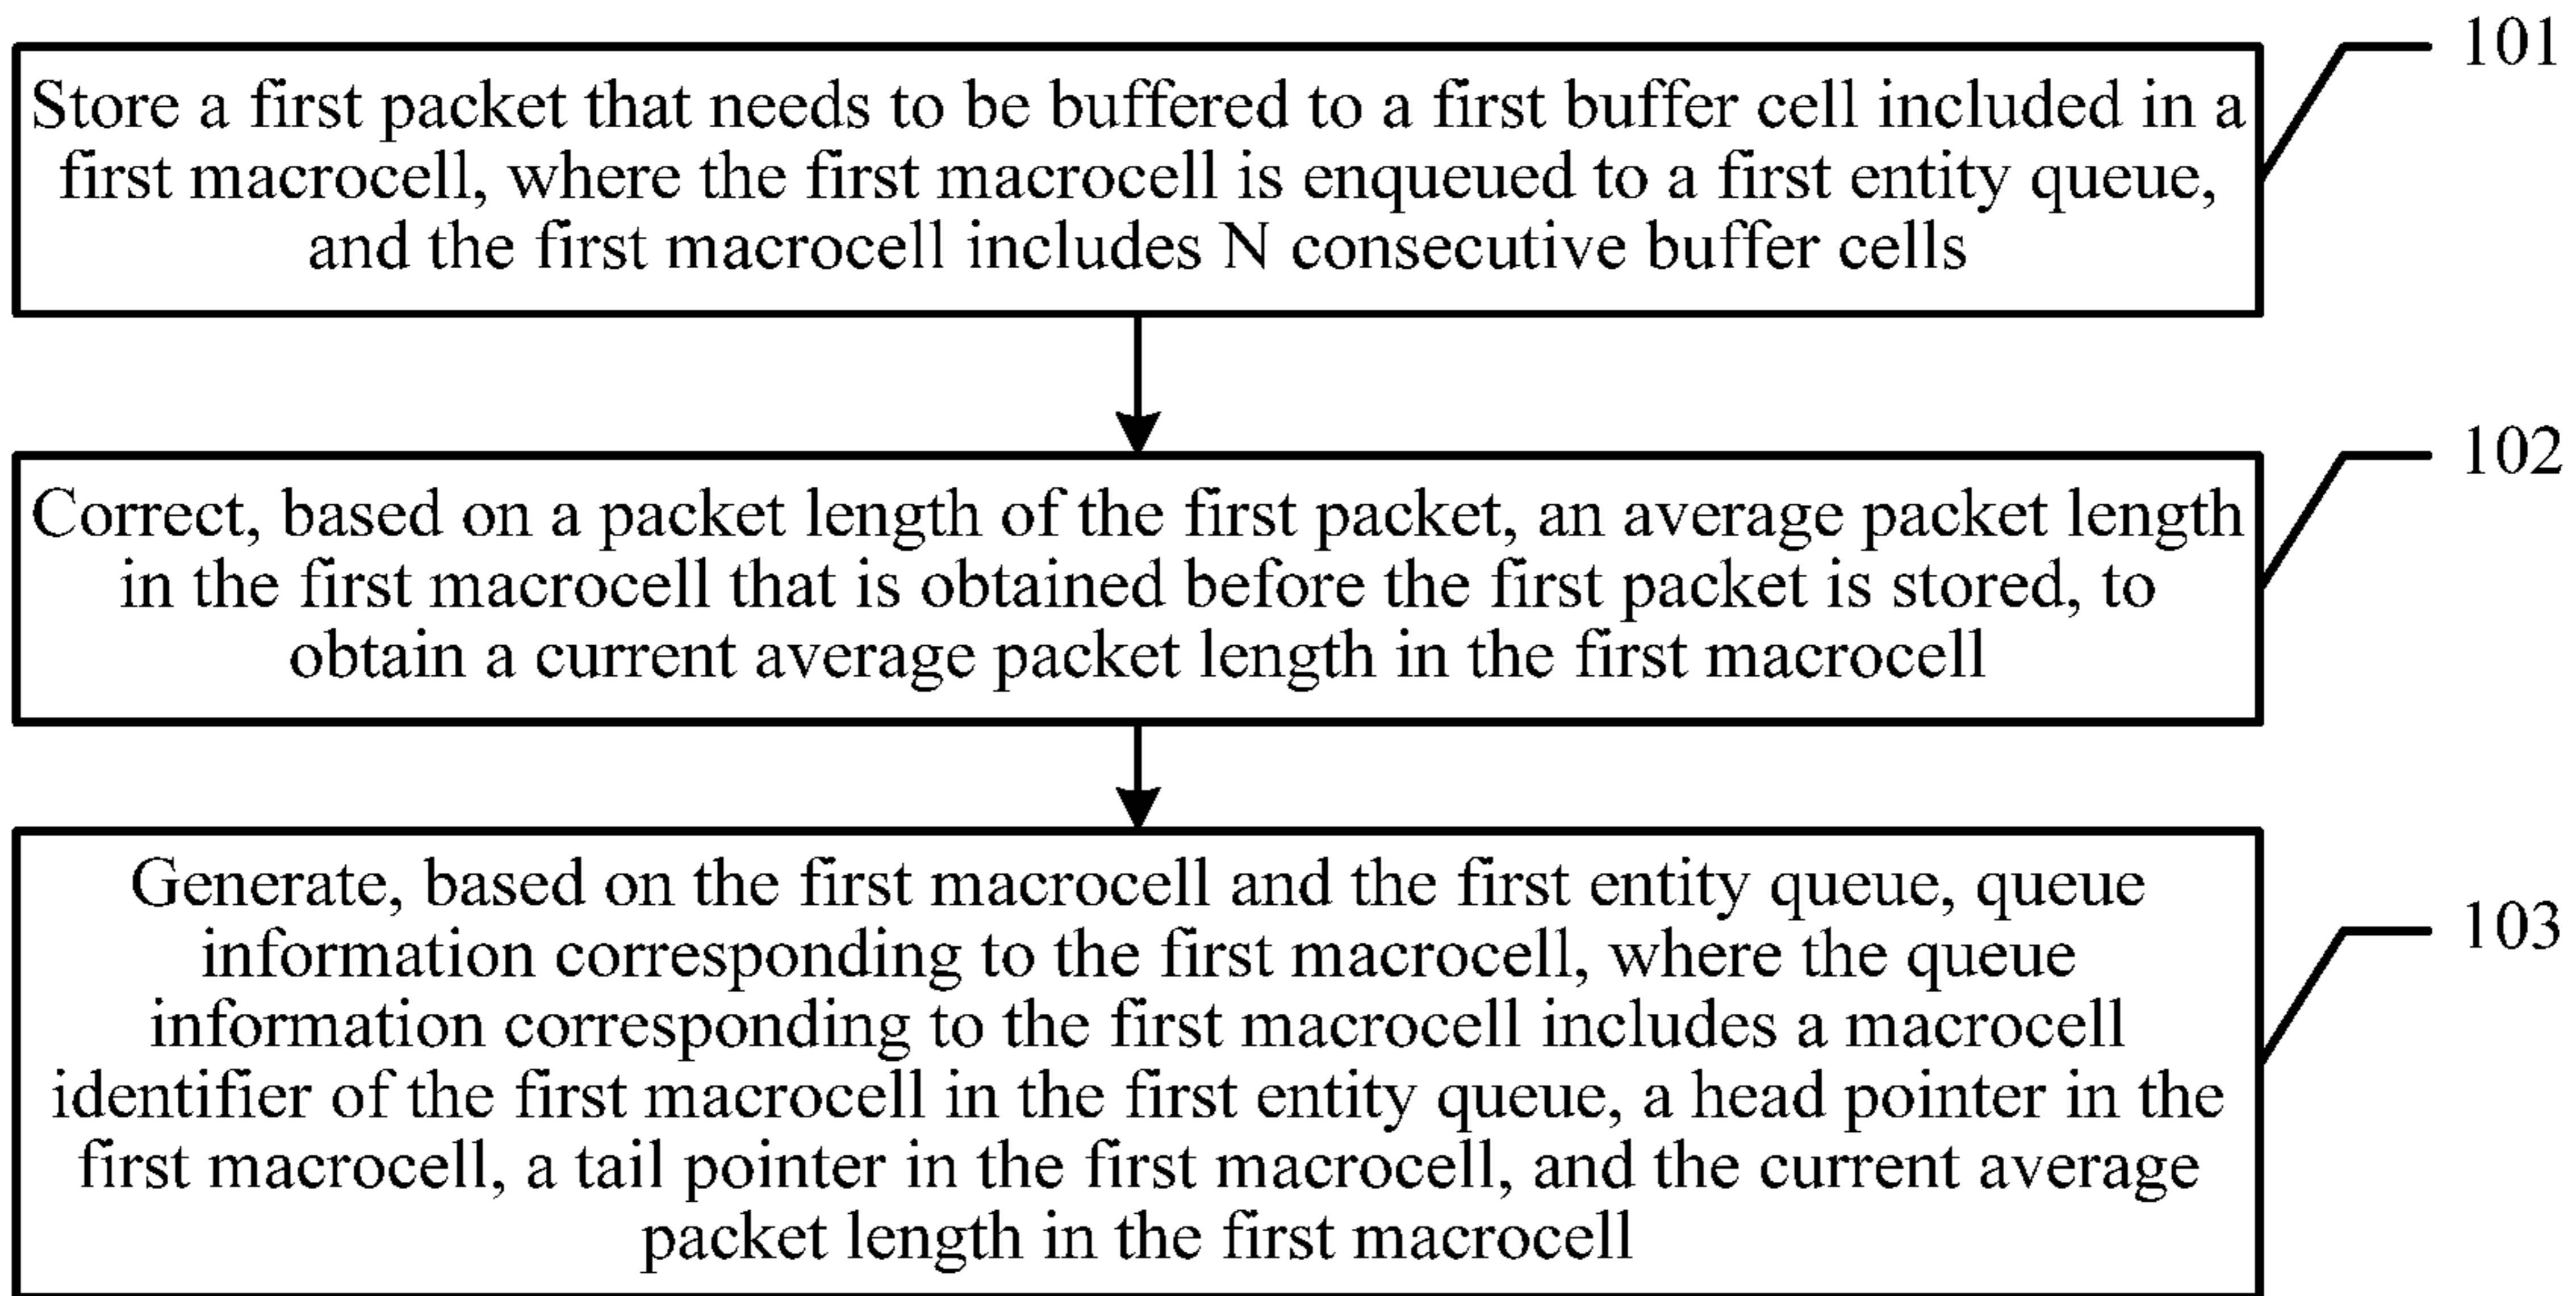 101
Store a first packet that needs to be buffered to a first buffer cell included in a
first macrocell, where the first macrocell is enqueued to a first entity queue,
and the first macrocell includes N consecutive buffer cells
102
Correct, based on a packet length of the first packet, an average packet length
in the first macrocell that is obtained before the first packet is stored, to
obtain a current average packet length in the first macrocell
103
Generate, based on the first macrocell and the first entity queue, queue
information corresponding to the first macrocell, where the queue
information corresponding to the first macrocell includes a macrocell
identifier of the first macrocell in the first entity queue, a head pointer in the
first macrocell, a tail pointer in the first macrocell, and the current average
packet length in the first macrocell